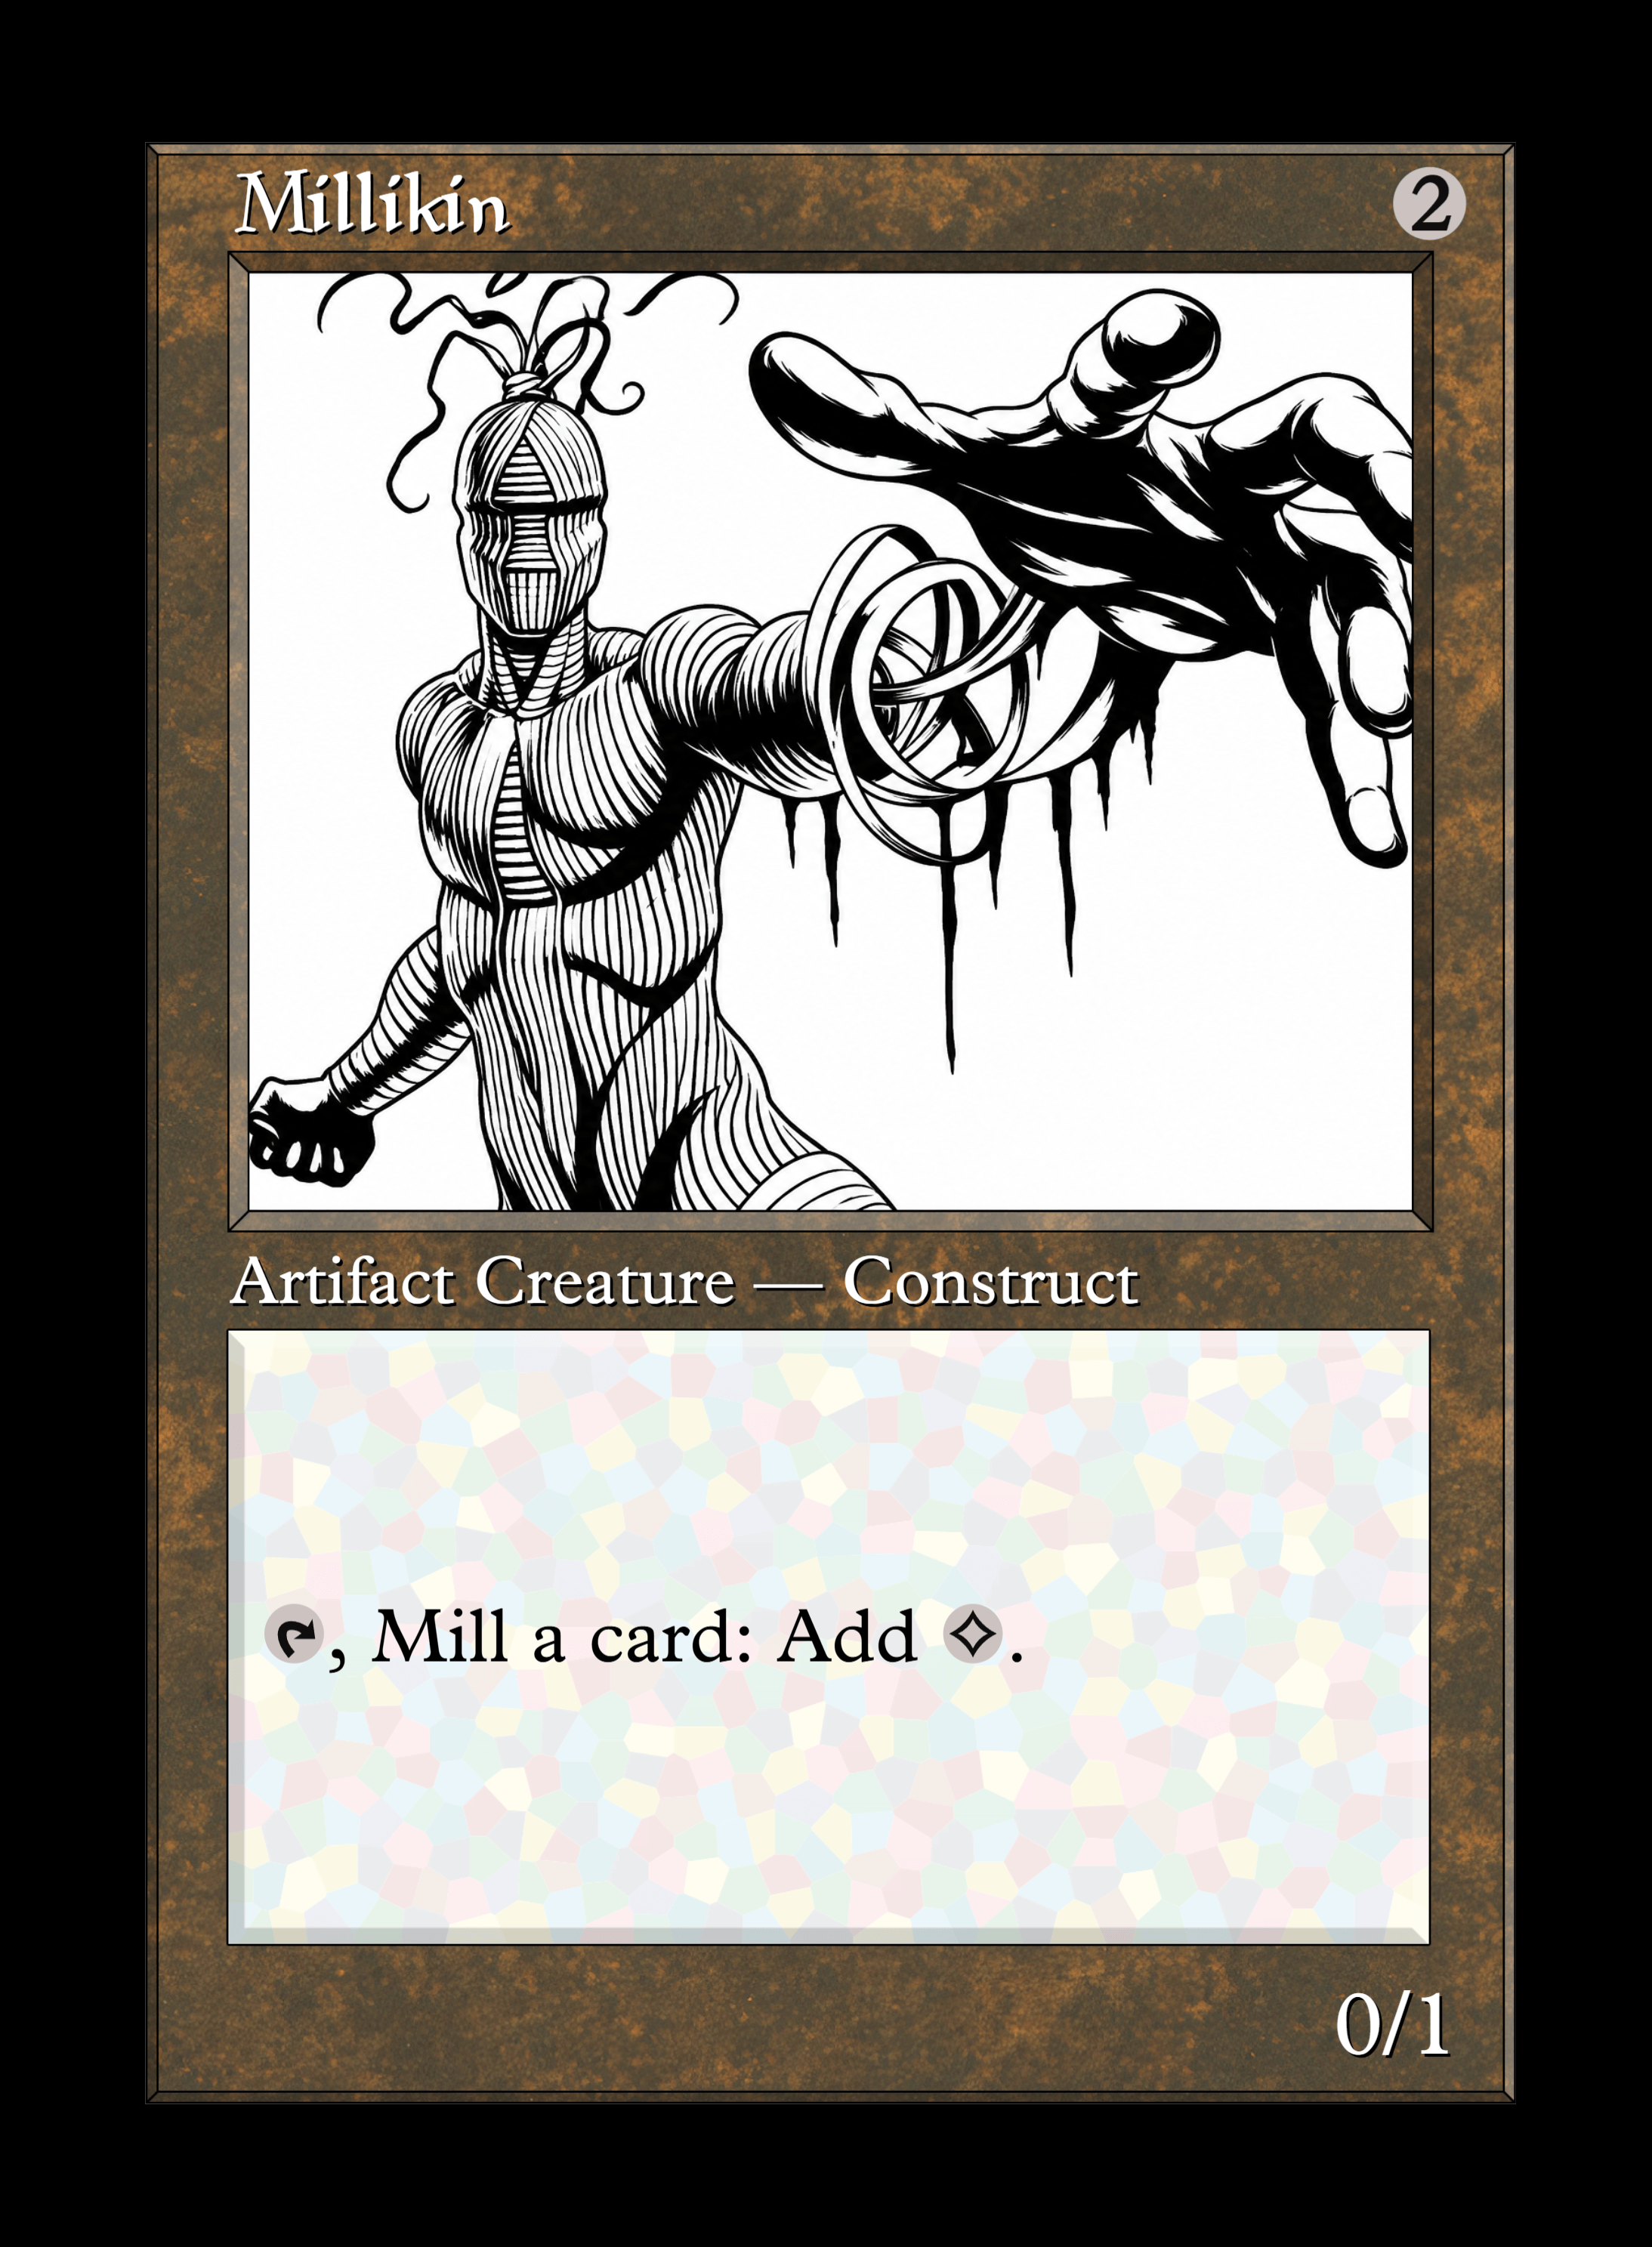 Millikin
2
Artifact Creature — Construct
, Mill a card: Add .
0/1